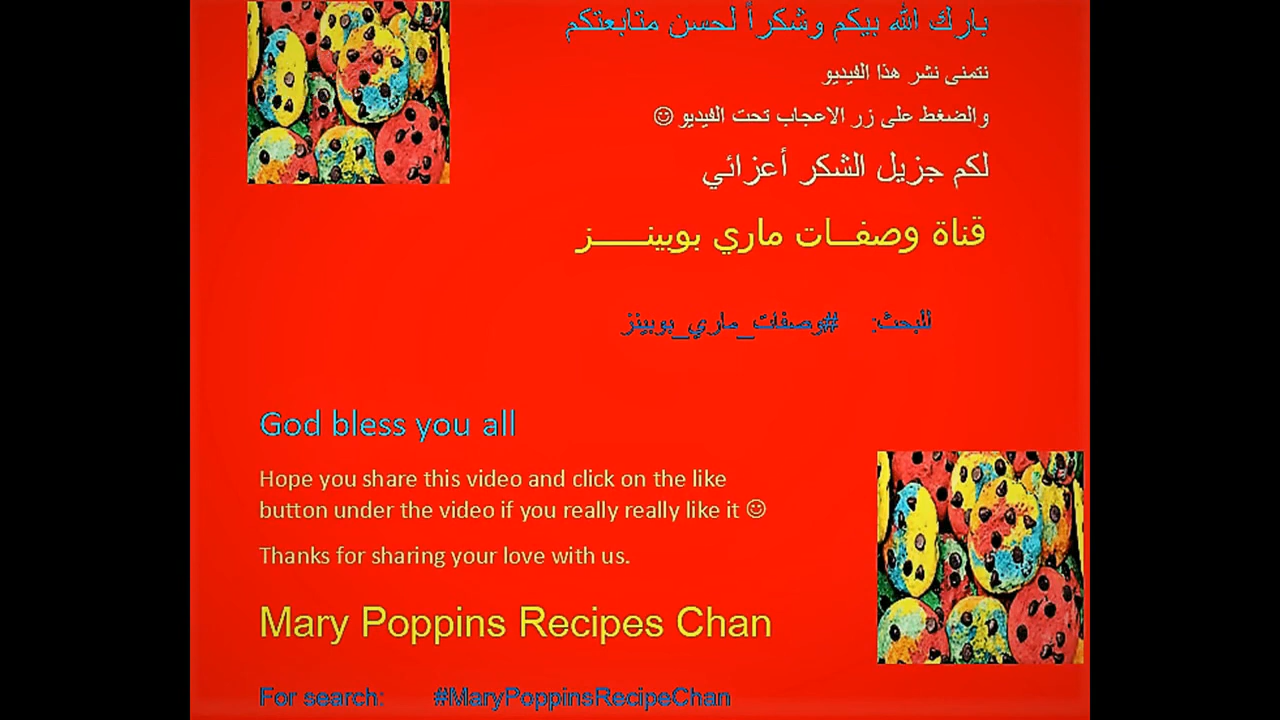 بارك الله بيكم وشكراً لحسن متابعتكم
نتمنى نشر هذا الفيديو
والضغط على زر الاعجاب تحت الفيديو ☺
لكم جزيل الشكر أعزائي
قناة وصفــات ماري بوبينـــــز
للبحث: #وصفات_ماري_بوبينز
God bless you all
Hope you share this video and click on the like
button under the video if you really really like it ☺
Thanks for sharing your love with us.
Mary Poppins Recipes Chan
For search: #MaryPoppinsRecipeChan